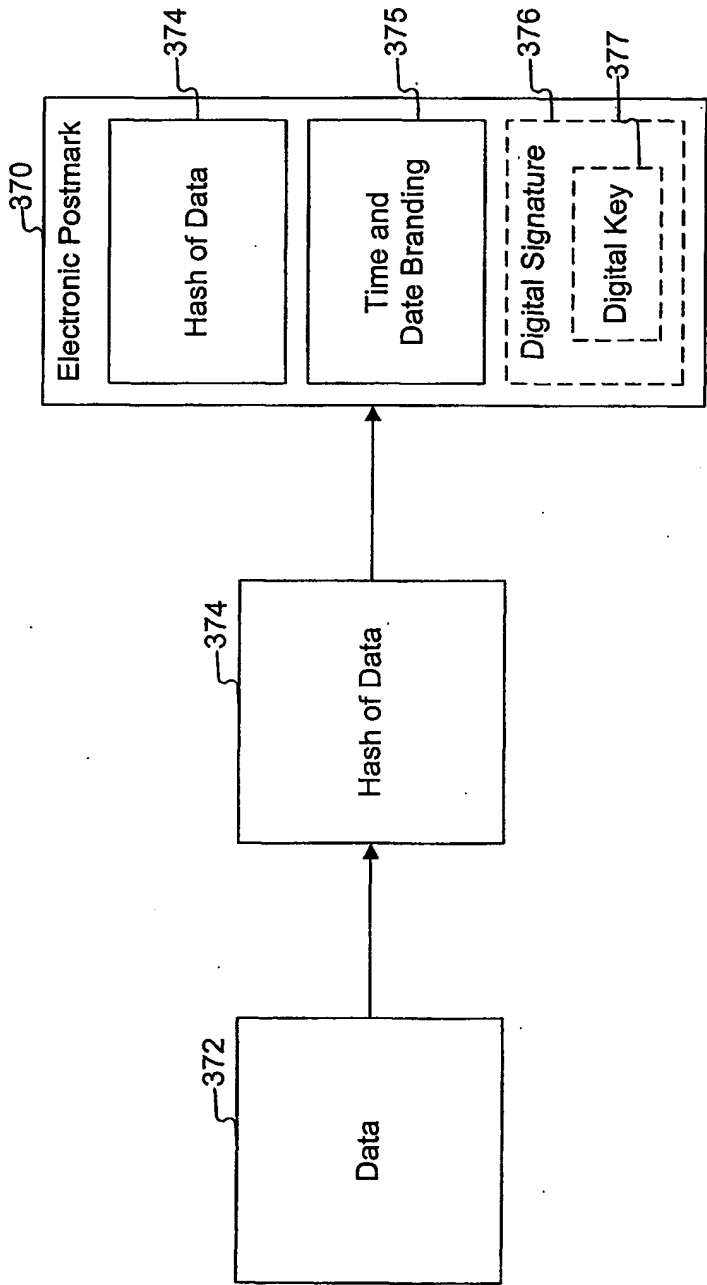 370
Electronic Postmark
Hash of Data
374
Time and
Date Branding
375
Digital Signature
376
Digital Key
377
374
Hash of Data
372
Data